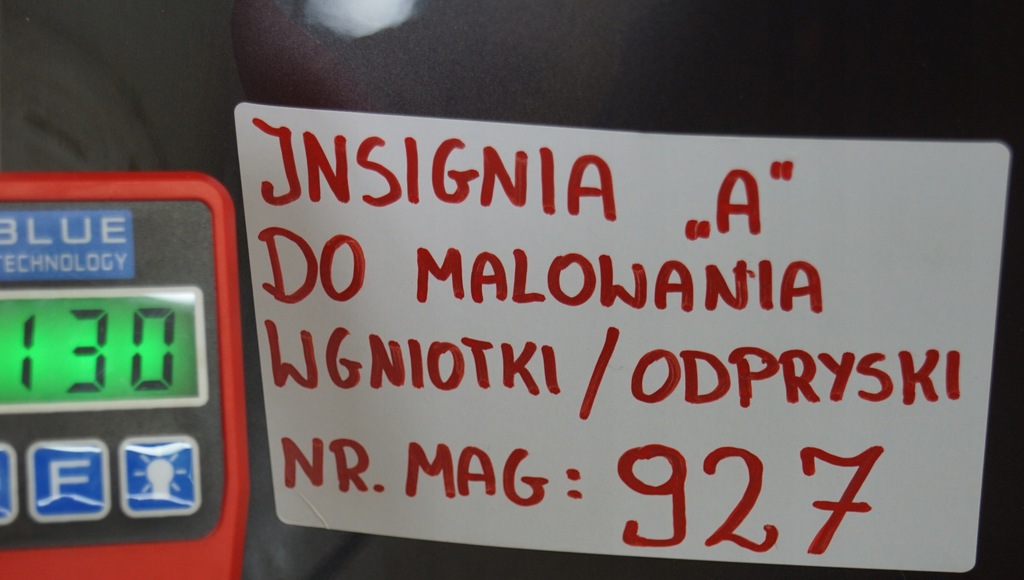 JNSIGNIA „A"
DO MALOWANIA
WGNIOTKI/ODPRYSKI
NR. MAG: 927
BLUE
TECHNOLOGY
130
F